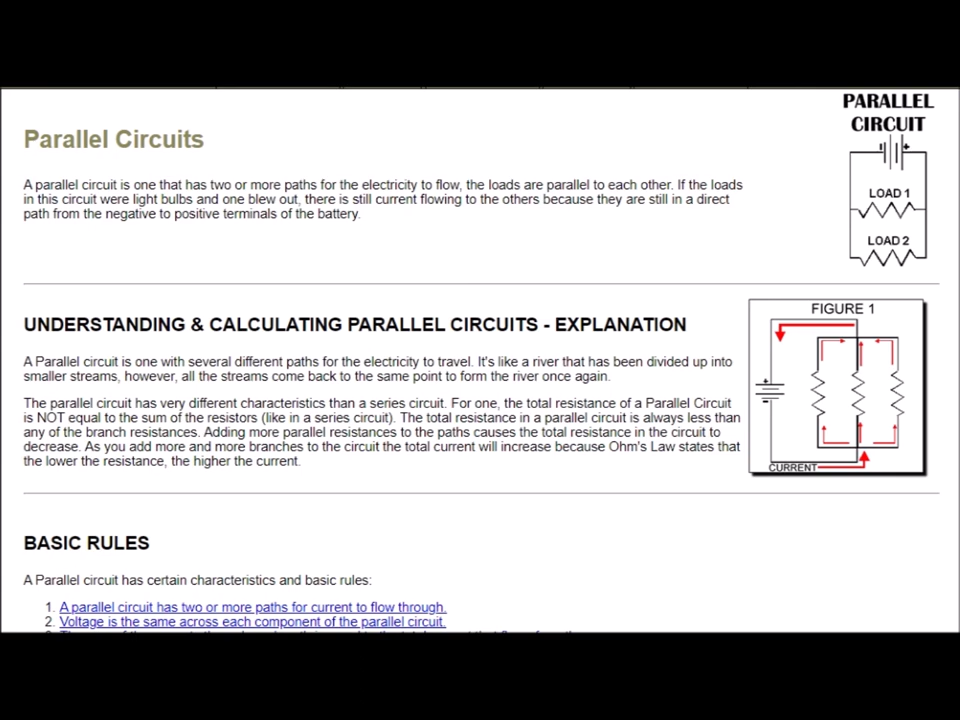 PARALLEL
CIRCUIT
Parallel Circuits
A parallel circuit is one that has two or more paths for the electricity to flow, the loads are parallel to each other. If the loads
in this circuit were light bulbs and one blew out, there is still current flowing to the others because they are still in a direct
path from the negative to positive terminals of the battery.
LOAD 1
LOAD 2
UNDERSTANDING & CALCULATING PARALLEL CIRCUITS - EXPLANATION
A Parallel circuit is one with several different paths for the electricity to travel. It's like a river that has been divided up into
smaller streams, however, all the streams come back to the same point to form the river once again.
The parallel circuit has very different characteristics than a series circuit. For one, the total resistance of a Parallel Circuit
is NOT equal to the sum of the resistors (like in a series circuit). The total resistance in a parallel circuit is always less than
any of the branch resistances. Adding more parallel resistances to the paths causes the total resistance in the circuit to
decrease. As you add more and more branches to the circuit the total current will increase because Ohm's Law states that
the lower the resistance, the higher the current.
FIGURE 1
CURRENT
BASIC RULES
A Parallel circuit has certain characteristics and basic rules:
1. A parallel circuit has two or more paths for current to flow through.
2. Voltage is the same across each component of the parallel circuit.